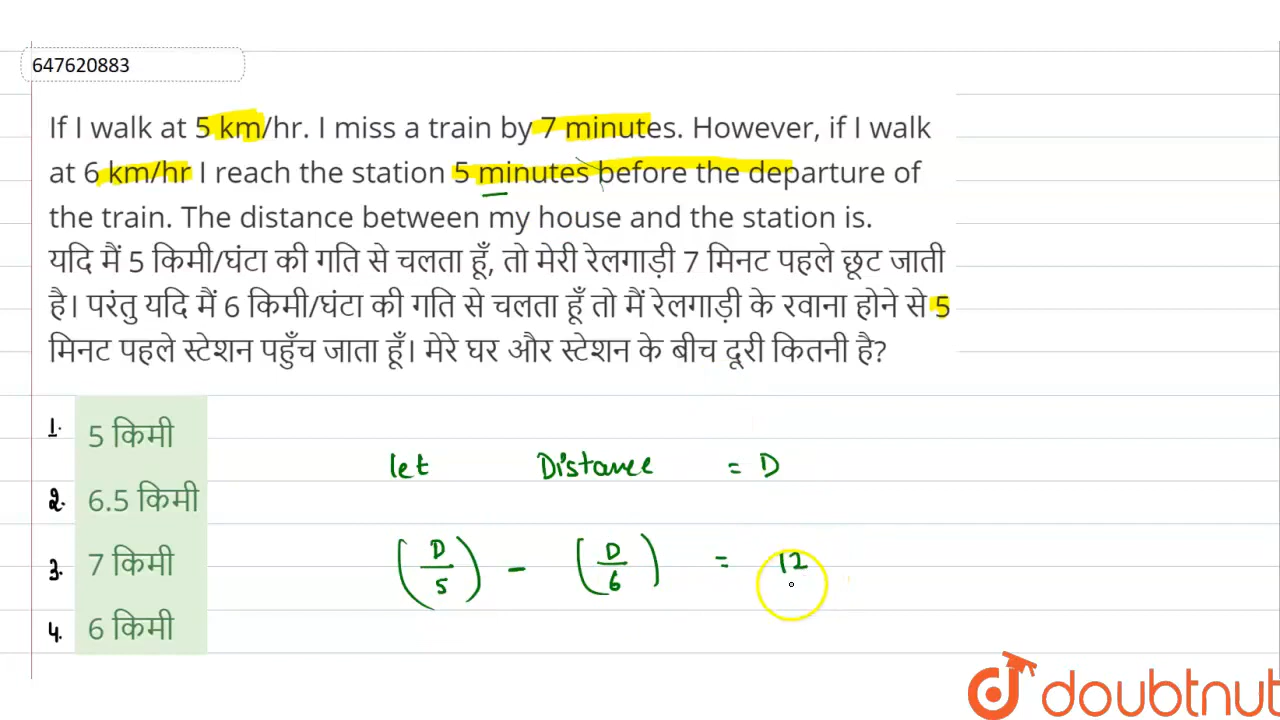 647620883
If I walk at 5 km/hr. I miss a train by 7 minutes. However, if I walk
at 6 km/hr I reach the station 5 minutes before the departure of
the train. The distance between my house and the station is.
यदि मैं 5 किमी/घंटा की गति से चलता हूँ, तो मेरी रेलगाड़ी 7 मिनट पहले छूट जाती
है। परंतु यदि मैं 6 किमी/घंटा की गति से चलता हूँ तो मैं रेलगाड़ी के रवाना होने से 5
मिनट पहले स्टेशन पहुँच जाता हूँ। मेरे घर और स्टेशन के बीच दूरी कितनी है?
1. 5 किमी
2. 6.5 किमी
3. 7 किमी
4. 6 किमी
let Distance = D
(D/5) - (D/6) = 12
doubtnut